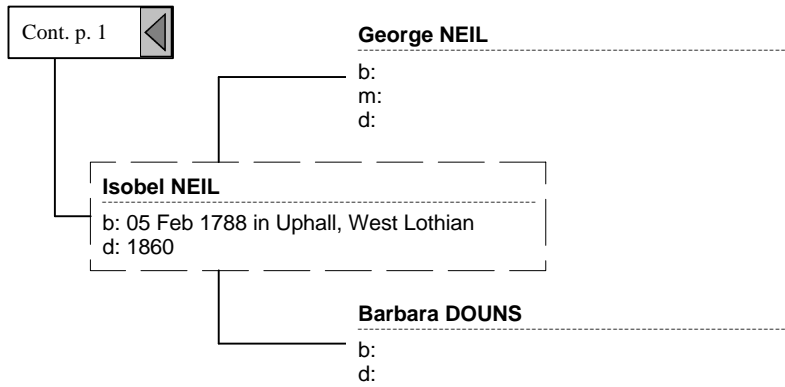 Cont. p. 1
George NEIL
b:
m:
d:
Isobel NEIL
b: 05 Feb 1788 in Uphall, West Lothian
d: 1860
Barbara DOUNS
b:
d: